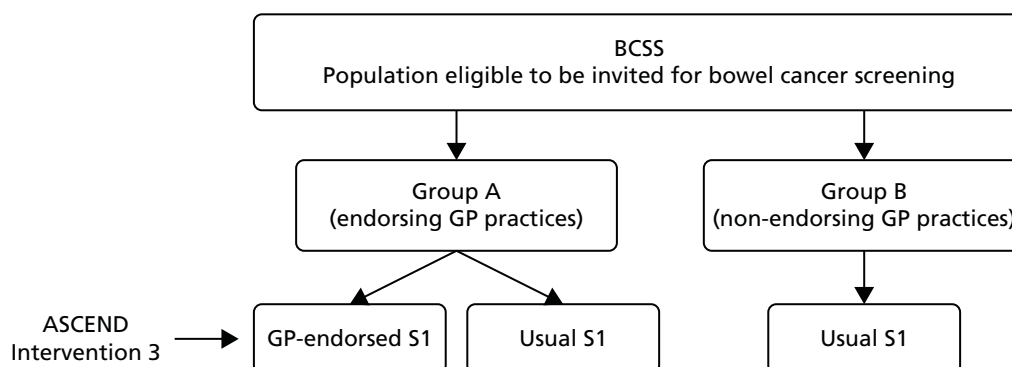 BCSS
Population eligible to be invited for bowel cancer screening
Group A
(endorsing GP practices)
Group B
(non-endorsing GP practices)
ASCEND
Intervention 3
GP-endorsed S1
Usual S1
Usual S1